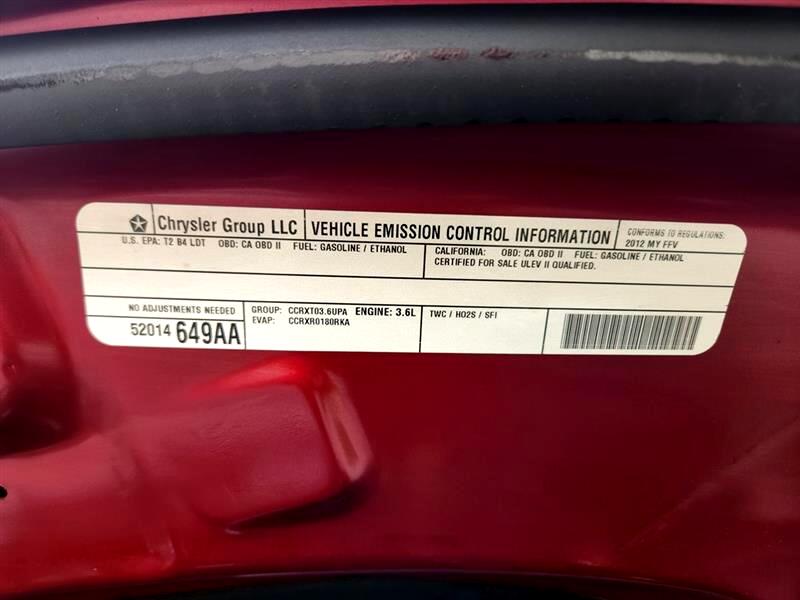 Chrysler Group LLC
VEHICLE EMISSION CONTROL INFORMATION
CONFORMS TO REGULATIONS:
2012 MY FFV
U.S. EPA: T2 B4 LDT OBD: CA OBD II FUEL: GASOLINE / ETHANOL
CALIFORNIA: OBD: CA OBD II FUEL: GASOLINE / ETHANOL
CERTIFIED FOR SALE ULEV II QUALIFIED.
NO ADJUSTMENTS NEEDED
52014 649AA
GROUP: CCRXT03.6UPA ENGINE: 3.6L
EVAP: CCRXR0180RKA
TWC / HO2S / SFI